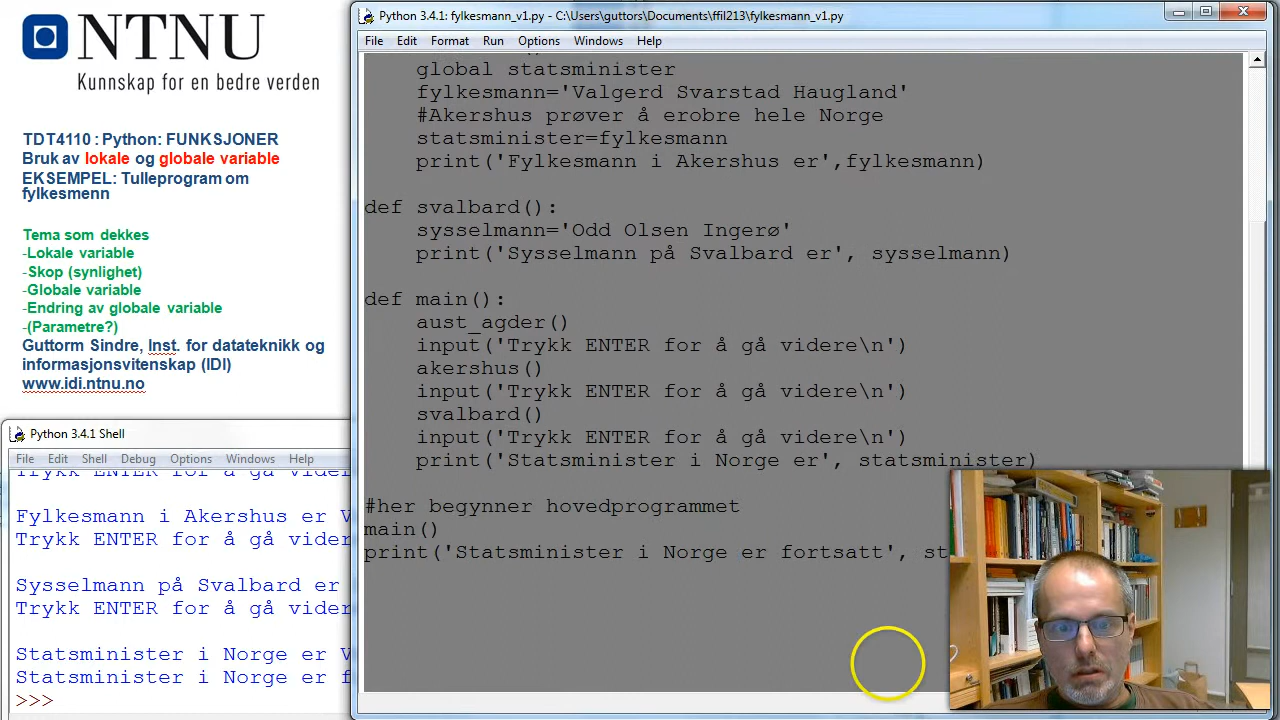 NTNU
Kunnskap for en bedre verden
TDT4110 : Python: FUNKSJONER
Bruk av lokale og globale variable
EKSEMPEL: Tulleprogram om
fylkesmenn
Tema som dekkes
-Lokale variable
-Skop (synlighet)
-Globale variable
-Endring av globale variable
-(Parametre?)
Guttorm Sindre, Inst. for datateknikk og
informasjonsvitenskap (IDI)
www.idi.ntnu.no
Python 3.4.1: fylkesmann_v1.py - C:\Users\guttors\Documents\ffil213\fylkesmann_v1.py
File Edit Format Run Options Windows Help
global statsminister
fylkesmann='Valgerd Svarstad Haugland'
#Akershus prøver å erobre hele Norge
statsminister=fylkesmann
print('Fylkesmann i Akershus er',fylkesmann)
def svalbard():
sysselmann='Odd Olsen Ingerø'
print('Sysselmann på Svalbard er', sysselmann)
def main():
aust_agder()
input('Trykk ENTER for å gå videre\n')
akershus()
input('Trykk ENTER for å gå videre\n')
svalbard()
input('Trykk ENTER for å gå videre\n')
print('Statsminister i Norge er', statsminister)
#her begynner hovedprogrammet
main()
print('Statsminister i Norge er fortsatt', st
Python 3.4.1 Shell
File Edit Shell Debug Options Windows Help
Trykk ENTER for å gå vider
Fylkesmann i Akershus er V
Trykk ENTER for å gå vider
Sysselmann på Svalbard er
Trykk ENTER for å gå vider
Statsminister i Norge er V
Statsminister i Norge er f
>>>